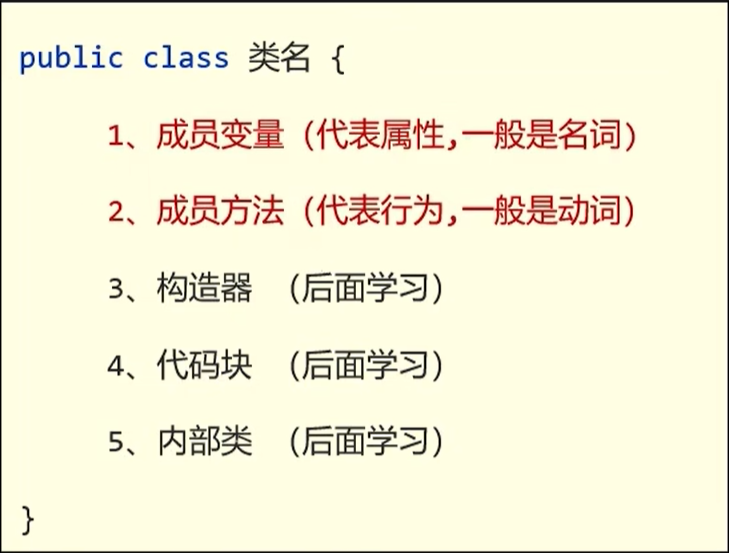 public class 类名 {
1、成员变量（代表属性,一般是名词）
2、成员方法（代表行为,一般是动词）
3、构造器 （后面学习）
4、代码块 （后面学习）
5、内部类 （后面学习）
}